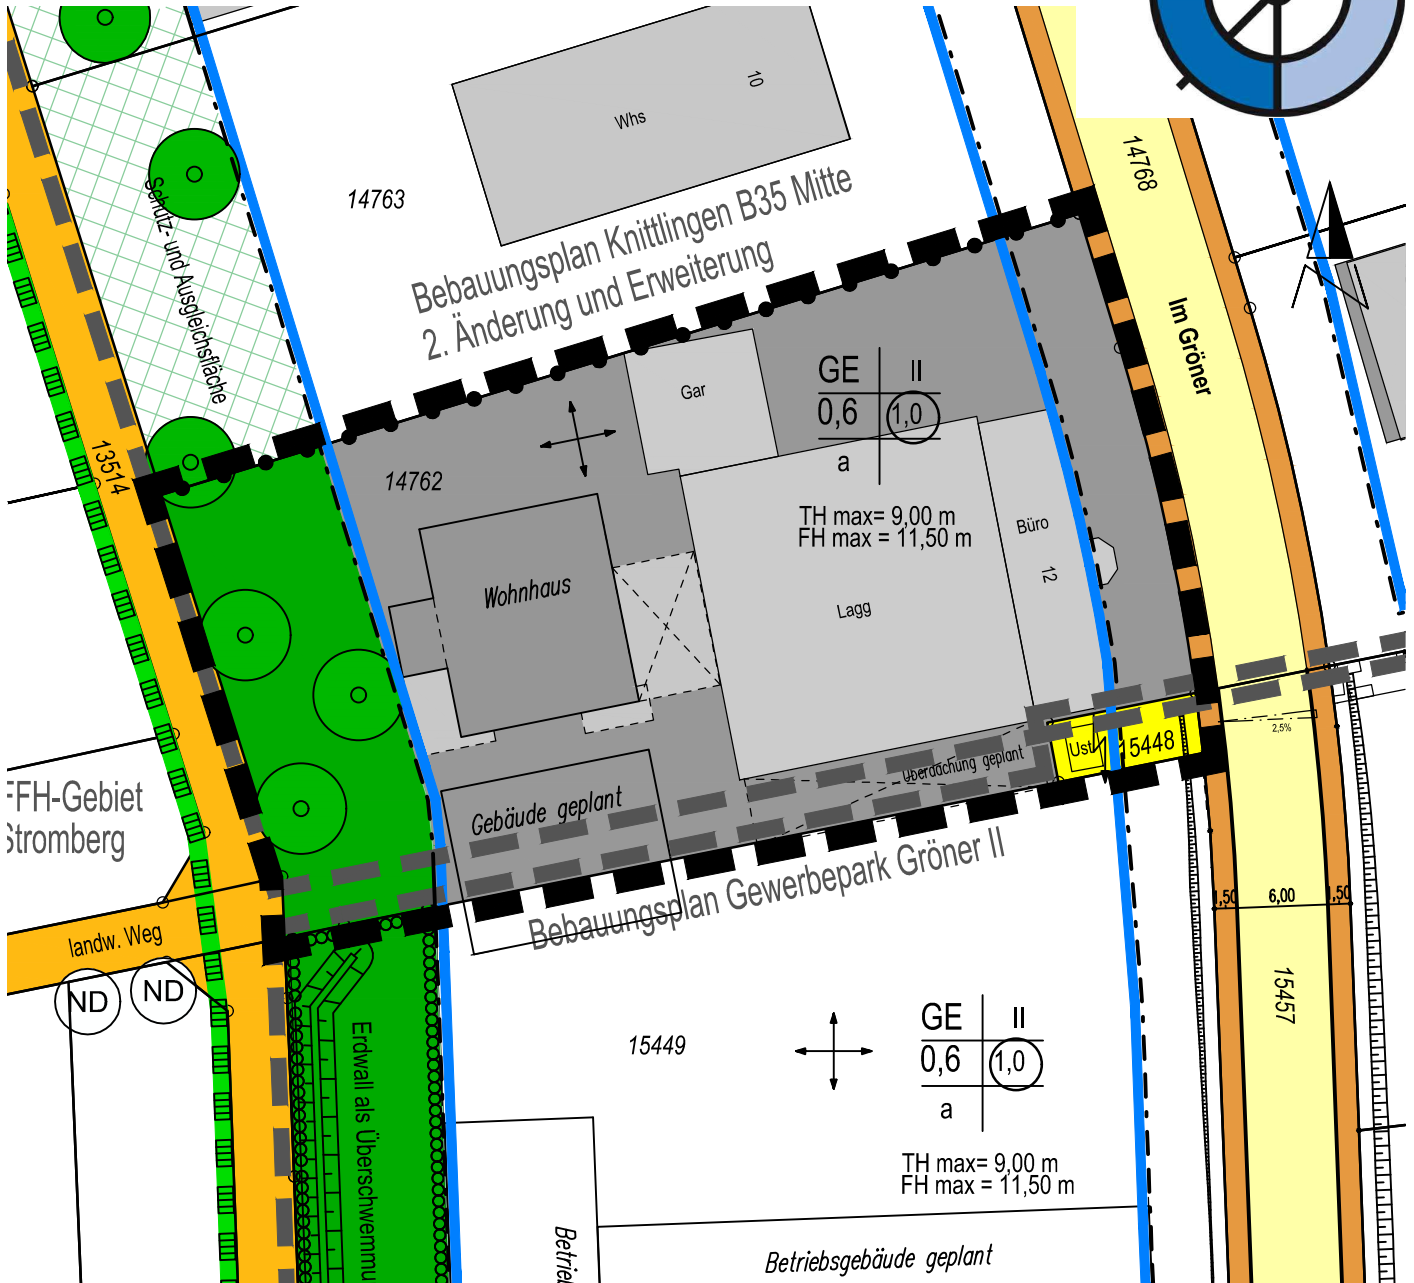 Whs
10
14768
14763
Schutz- und Ausgleichsfläche
Bebauungsplan Knittlingen B35 Mitte
2. Änderung und Erweiterung
Im Gröner
Gar
GE II
0,6 1,0
a
13514
14762
TH max= 9,00 m
FH max = 11,50 m
Büro
12
Wohnhaus
Lagg
2,5%
Ust
15448
Überdachung geplant
Gebäude geplant
FFH-Gebiet
Stromberg
Bebauungsplan Gewerbepark Gröner II
1,50 6,00 1,50
landw. Weg
ND ND
15457
GE II
0,6 1,0
a
15449
Erdwall als Überschwemmu
TH max= 9,00 m
FH max = 11,50 m
Betrie
Betriebsgebäude geplant